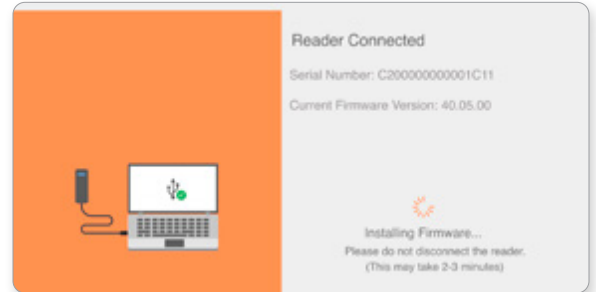 Reader Connected
Serial Number: C200000000001C11
Current Firmware Version: 40.05.00
Installing Firmware...
Please do not disconnect the reader.
(This may take 2-3 minutes)